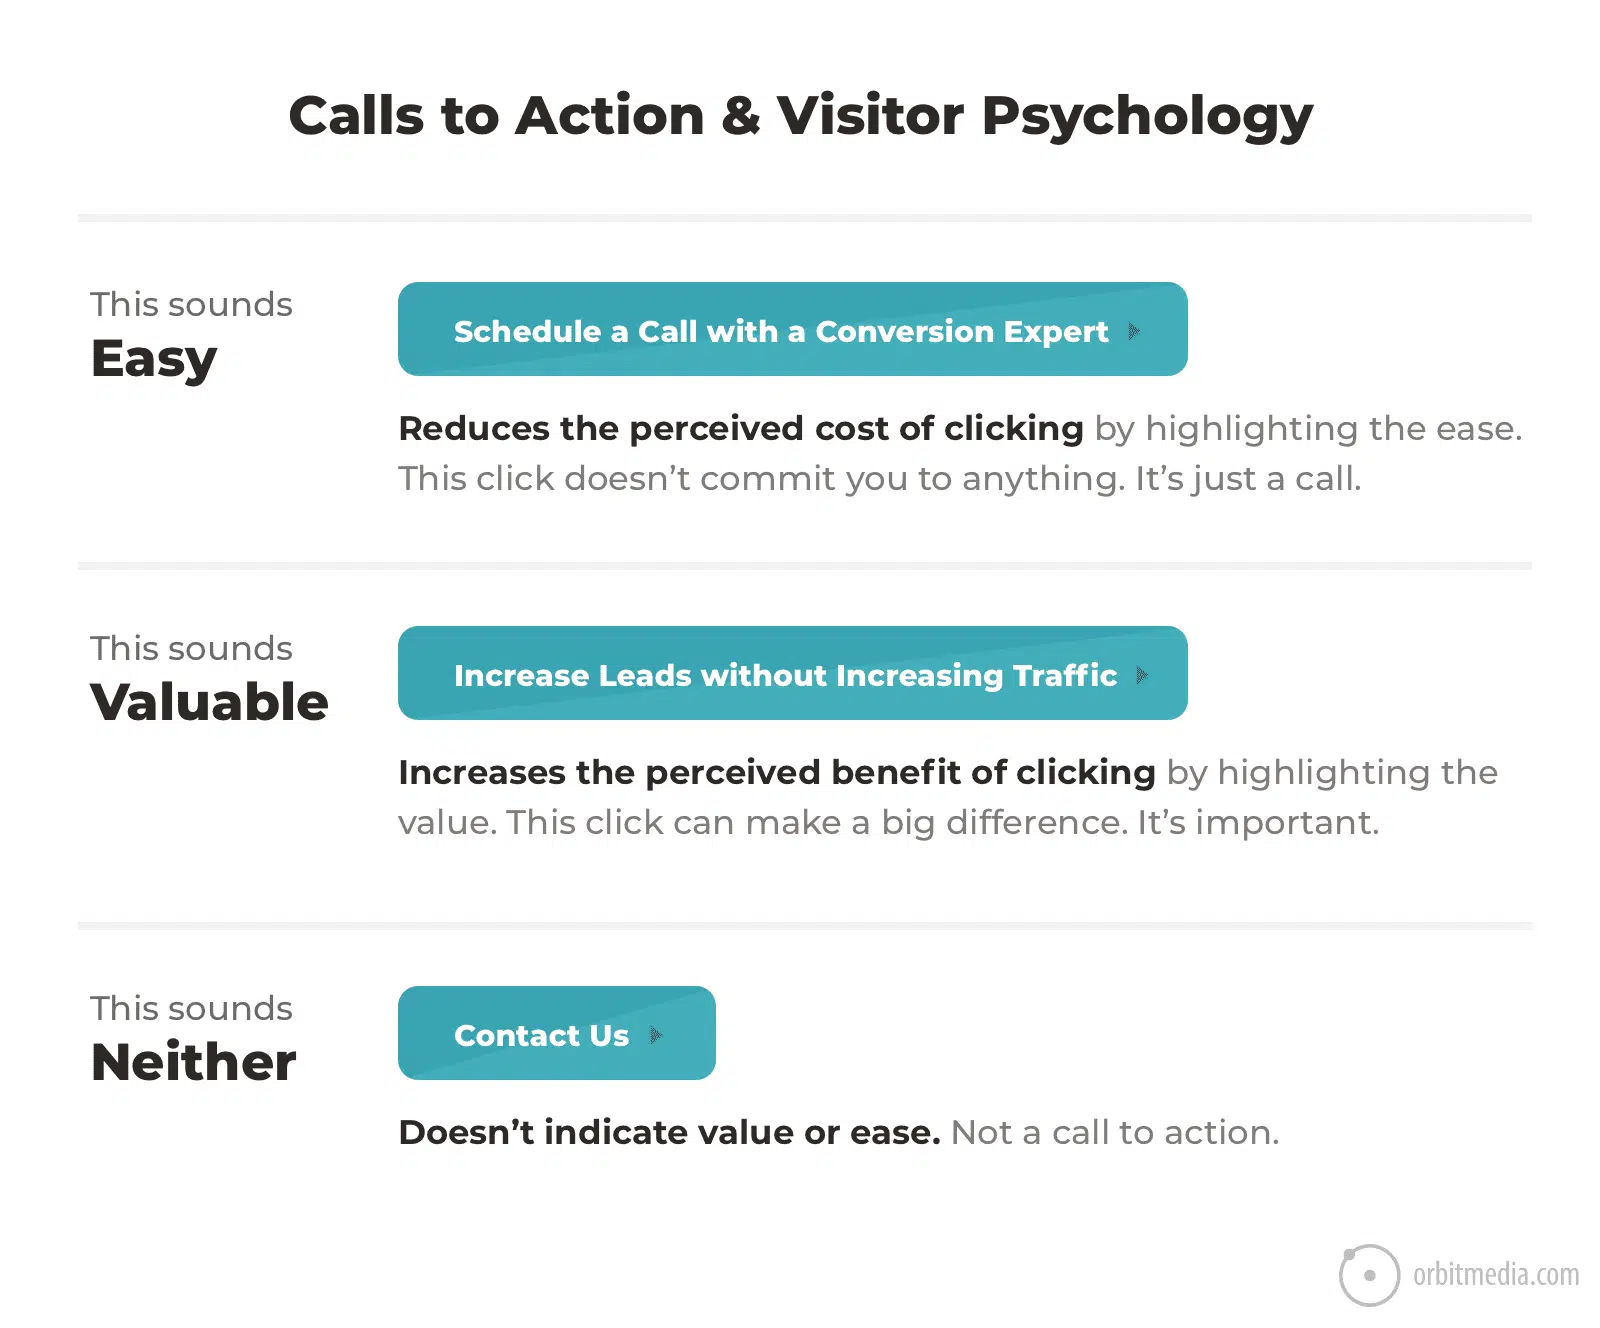 Calls to Action & Visitor Psychology
This sounds
Easy
Schedule a Call with a Conversion Expert
Reduces the perceived cost of clicking by highlighting the ease.
This click doesn’t commit you to anything. It’s just a call.
This sounds
Valuable
Increase Leads without Increasing Traffic
Increases the perceived benefit of clicking by highlighting the
value. This click can make a big difference. It’s important.
This sounds
Neither
Contact Us
Doesn’t indicate value or ease. Not a call to action.
orbitmedia.com